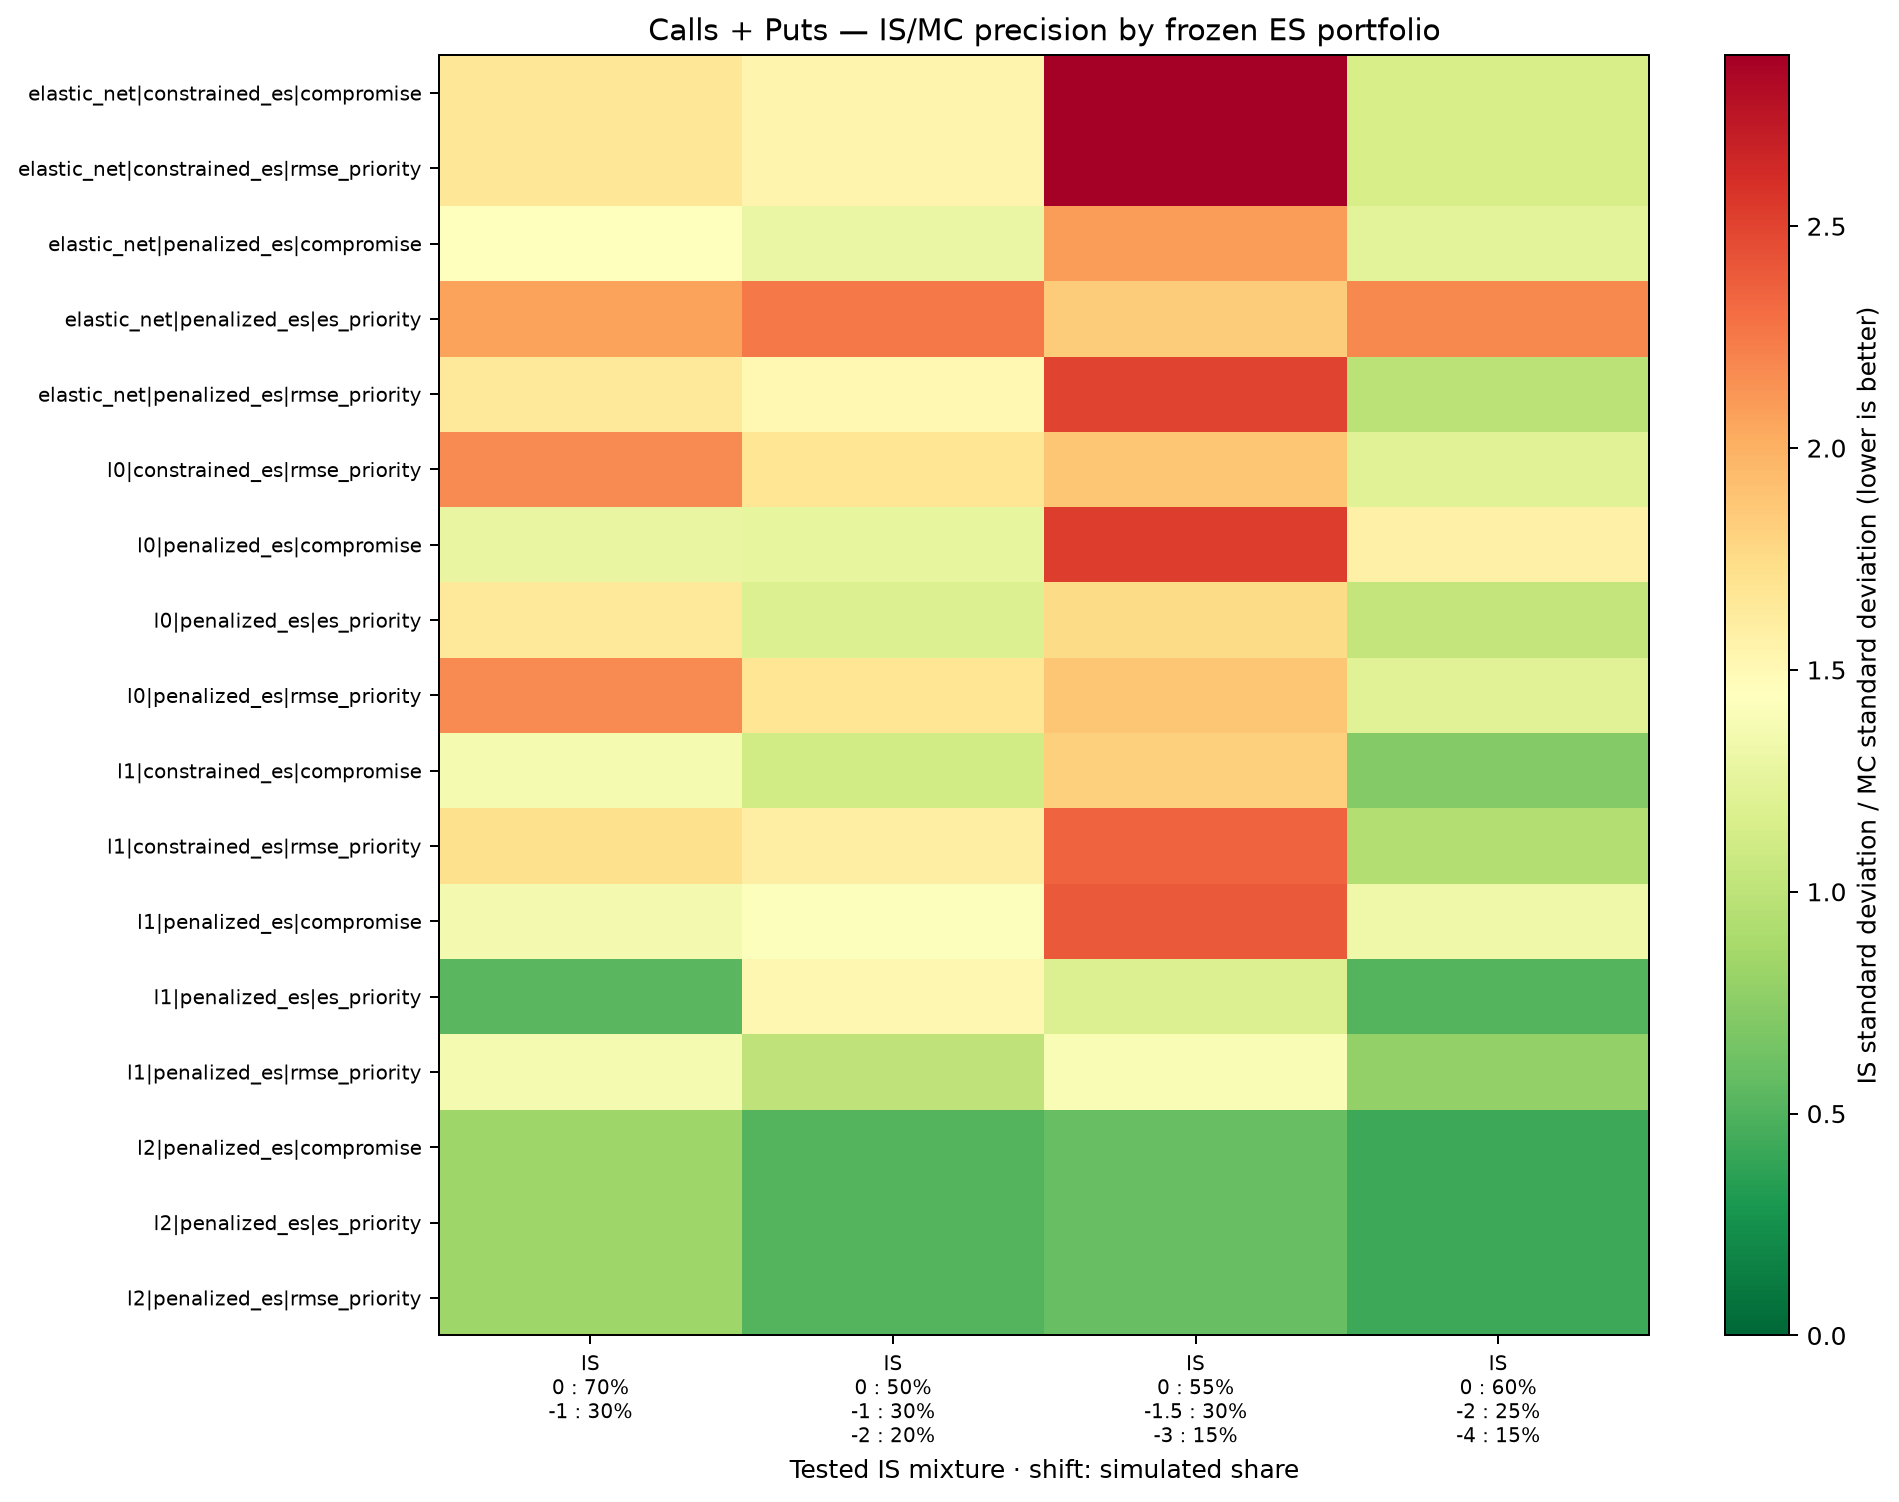 Calls + Puts — IS/MC precision by frozen ES portfolio
elastic_net|constrained_es|compromise
elastic_net|constrained_es|rmse_priority
elastic_net|penalized_es|compromise
elastic_net|penalized_es|es_priority
elastic_net|penalized_es|rmse_priority
l0|constrained_es|rmse_priority
l0|penalized_es|compromise
l0|penalized_es|es_priority
l0|penalized_es|rmse_priority
l1|constrained_es|compromise
l1|constrained_es|rmse_priority
l1|penalized_es|compromise
l1|penalized_es|es_priority
l1|penalized_es|rmse_priority
l2|penalized_es|compromise
l2|penalized_es|es_priority
l2|penalized_es|rmse_priority
IS
0 : 70%
-1 : 30%
IS
0 : 50%
-1 : 30%
-2 : 20%
IS
0 : 55%
-1.5 : 30%
-3 : 15%
IS
0 : 60%
-2 : 25%
-4 : 15%
Tested IS mixture · shift: simulated share
2.5
2.0
1.5
1.0
0.5
0.0
IS standard deviation / MC standard deviation (lower is better)